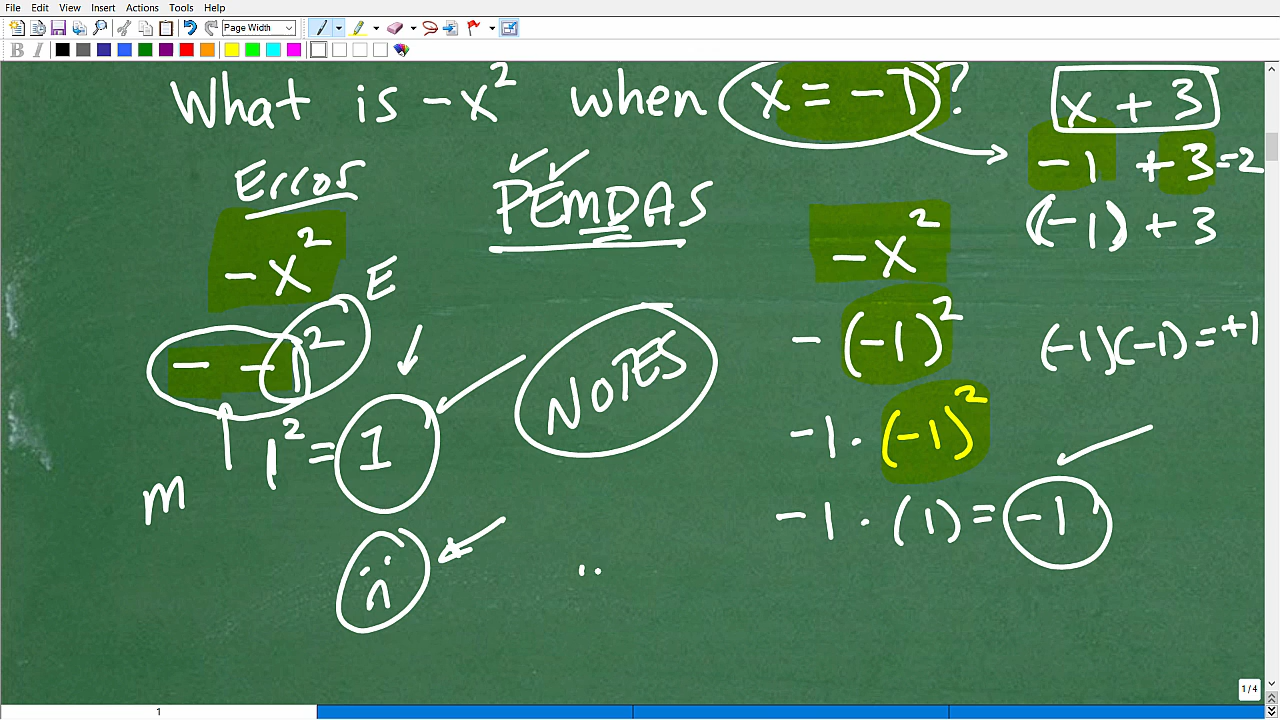 File Edit View Insert Actions Tools Help
Page Width
B I
What is -x² when x = -1 ?
x + 3
-1 + 3 = 2
(-1) + 3
Erros
PEMDAS
-x²
E
- -1²
1² = 1
M
NOTES
-x²
-(-1)²
(-1)(-1) = +1
-1 · (-1)²
-1 · (1) = -1
1/4
1